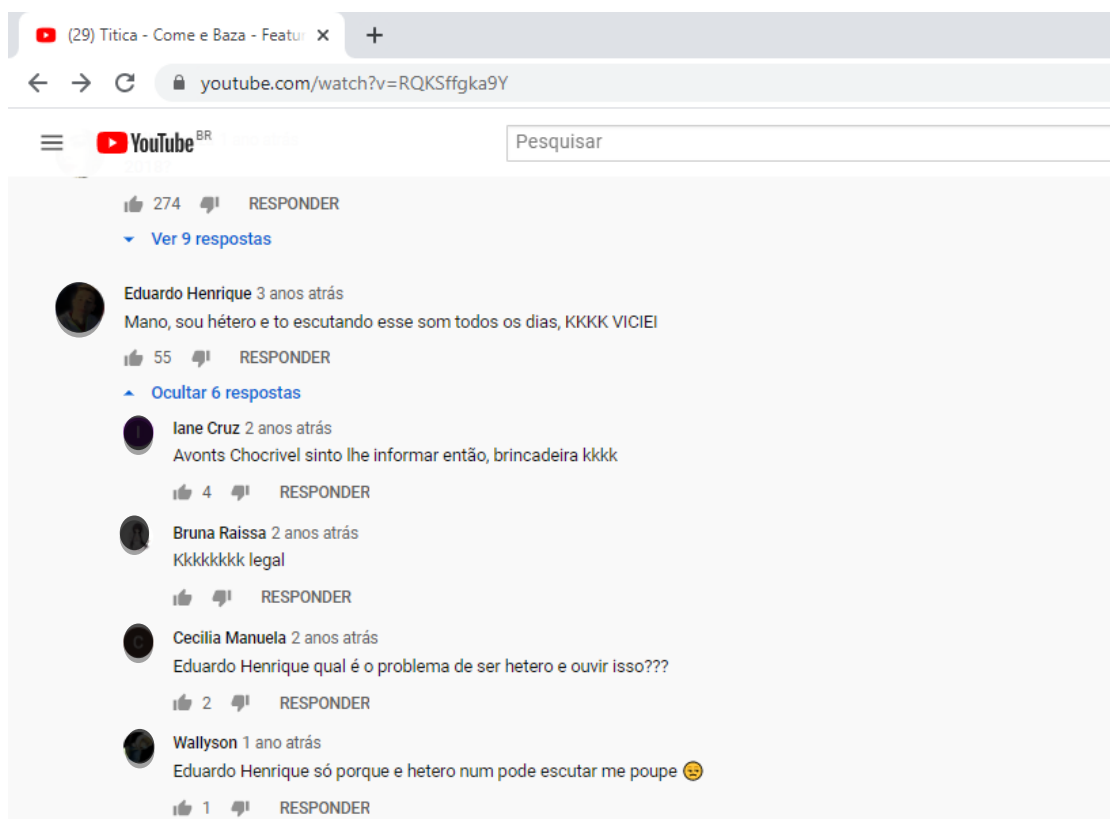 (29) Titica - Come e Baza - Featur
youtube.com/watch?v=RQKSffgka9Y
YouTube BR
Pesquisar
274 RESPONDER
Ver 9 respostas
Eduardo Henrique 3 anos atrás
Mano, sou hétero e to escutando esse som todos os dias, KKKK VICIEI
55 RESPONDER
Ocultar 6 respostas
Iane Cruz 2 anos atrás
Avonts Chocrivel sinto lhe informar então, brincadeira kkkk
4 RESPONDER
Bruna Raissa 2 anos atrás
Kkkkkkkk legal
RESPONDER
Cecilia Manuela 2 anos atrás
Eduardo Henrique qual é o problema de ser hetero e ouvir isso???
2 RESPONDER
Wallyson 1 ano atrás
Eduardo Henrique só porque e hetero num pode escutar me poupe 😒
1 RESPONDER